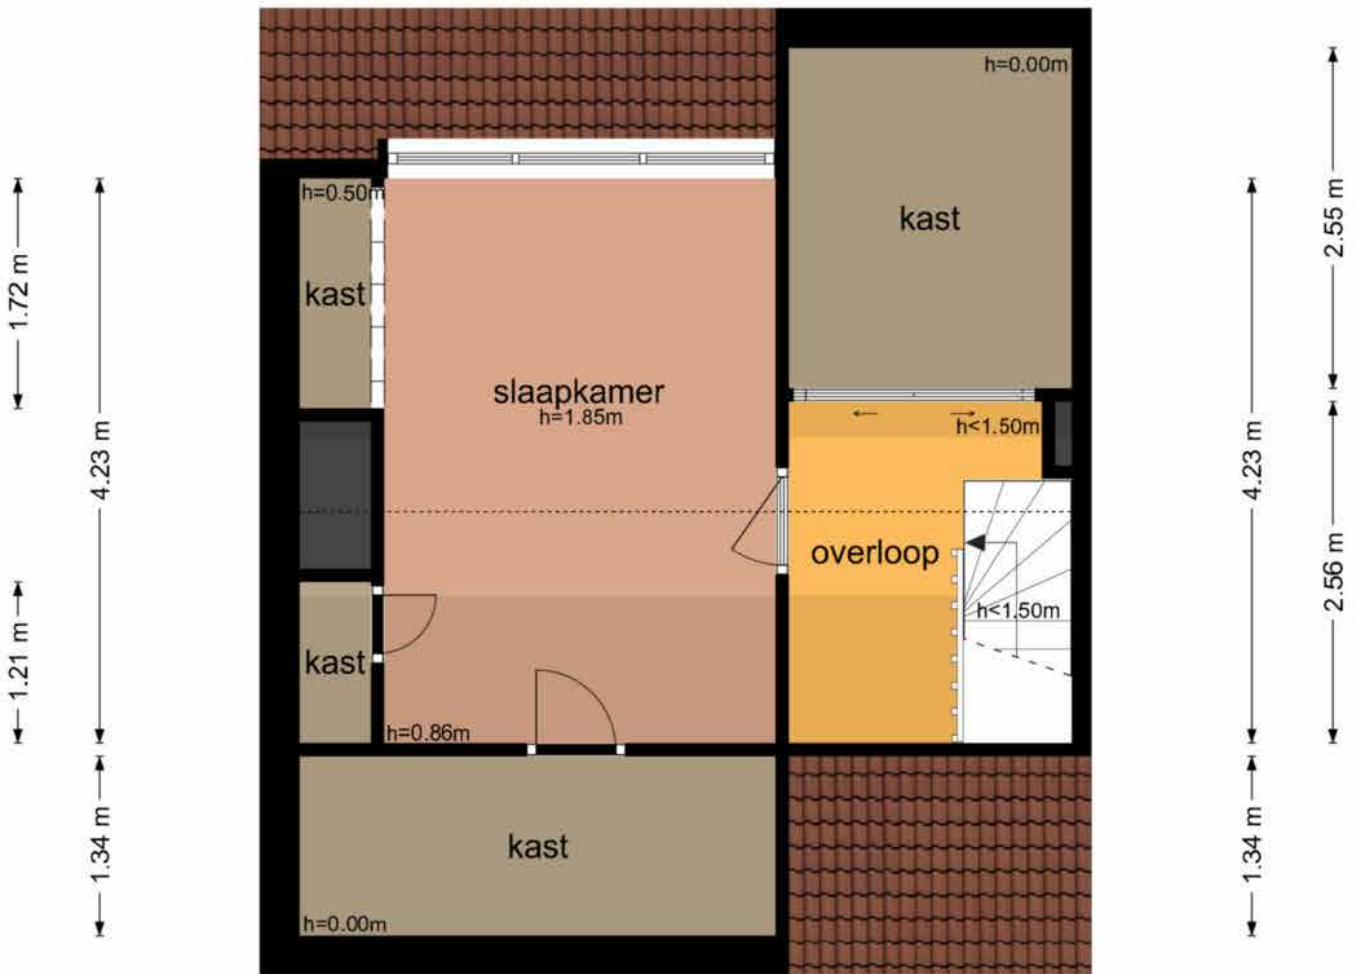 h=0.00m
kast
2.55 m
h=0.50m
kast
1.72 m
4.23 m
slaapkamer
h=1.85m
h<1.50m
4.23 m
overloop
2.56 m
h<1.50m
kast
1.21 m
h=0.86m
kast
1.34 m
1.34 m
h=0.00m